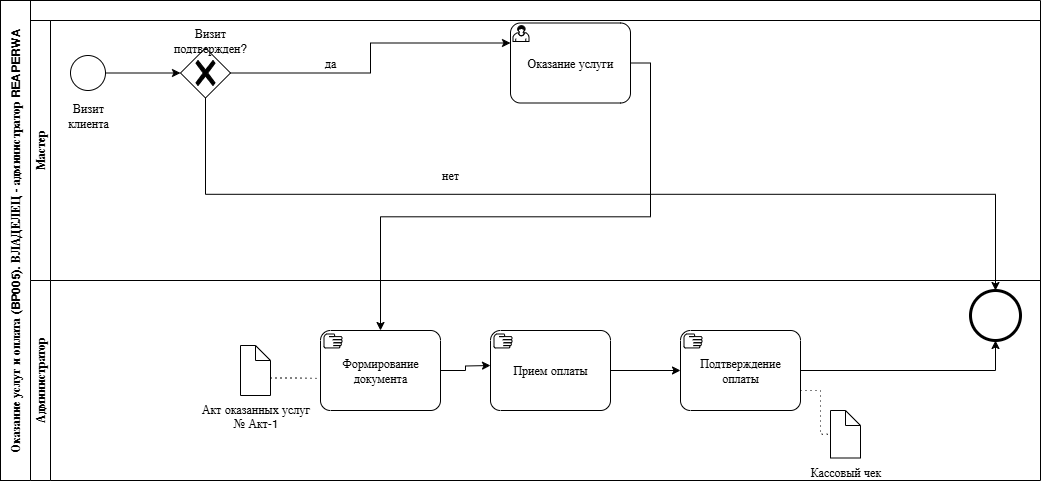 Оказание услуг и оплата (BP005). ВЛАДЕЛЕЦ - администратор REAPERWA
Мастер
Визит
подтвержден?
да
Оказание услуги
Визит
клиента
нет
Администратор
Формирование
документа
Прием оплаты
Подтверждение
оплаты
Акт оказанных услуг
№ Акт-1
Кассовый чек